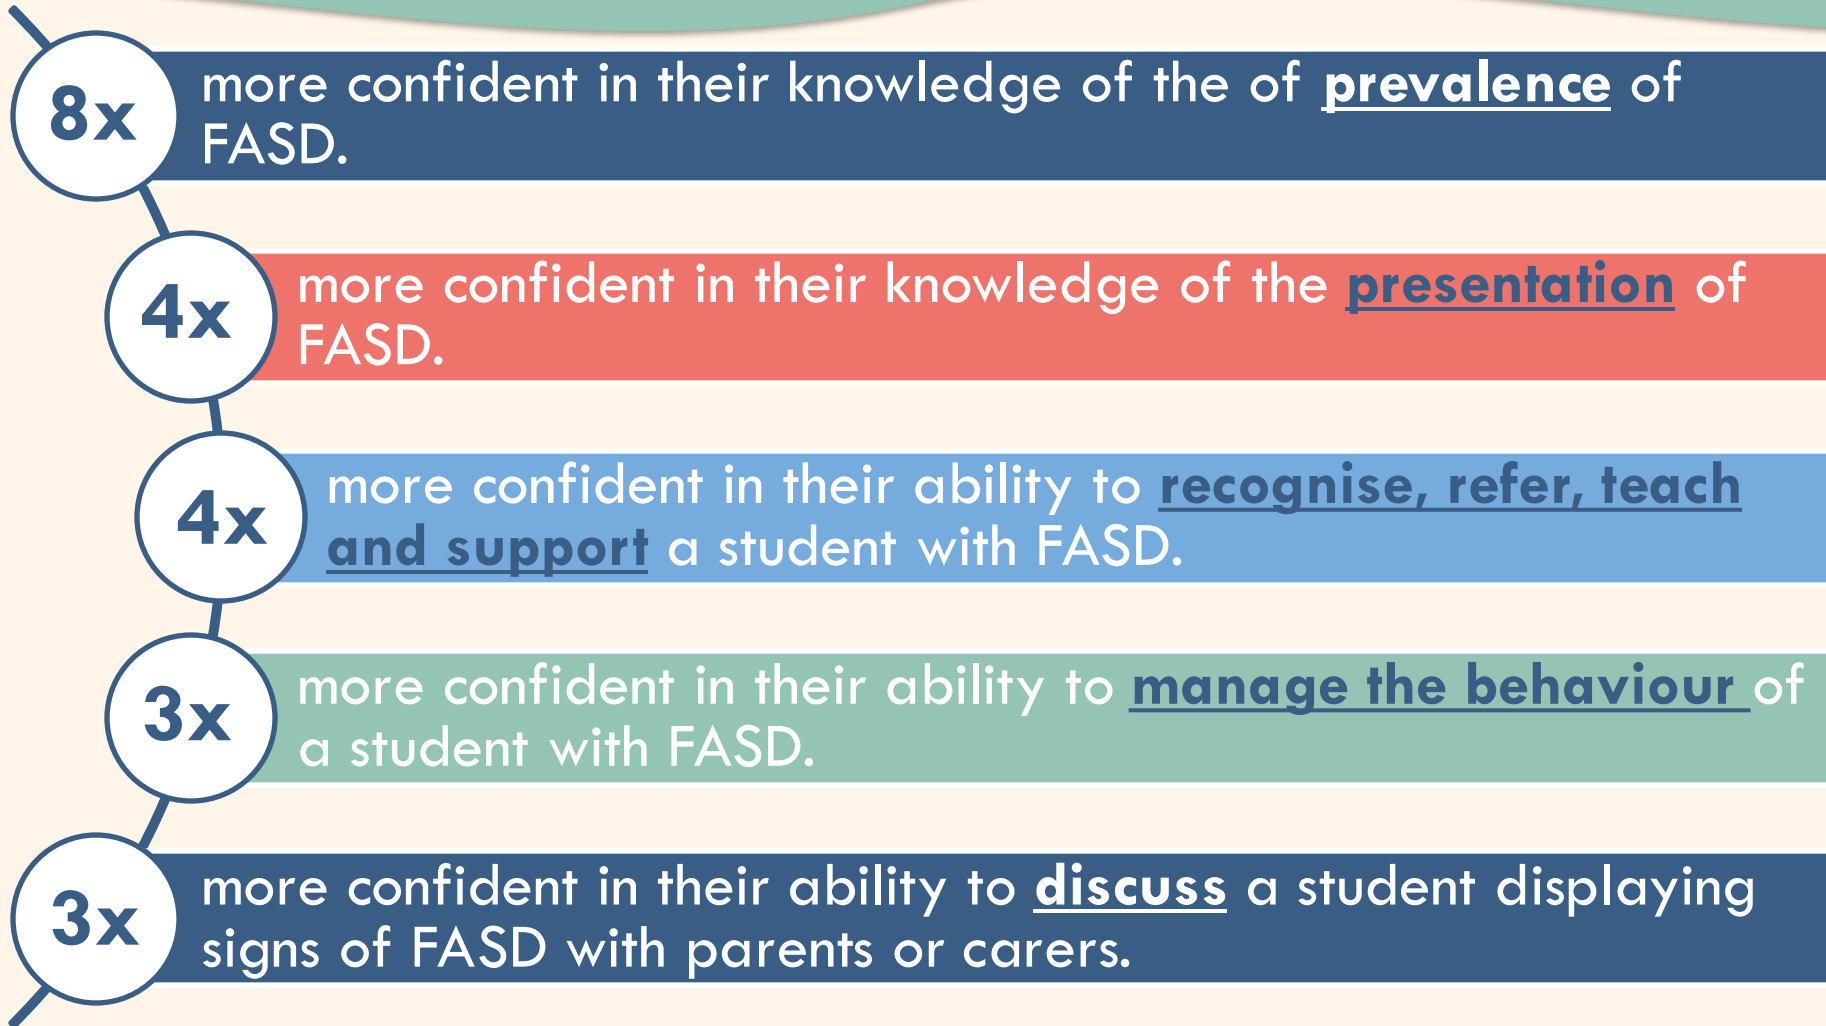 8x
more confident in their knowledge of the of prevalence of
FASD.
4x
more confident in their knowledge of the presentation of
FASD.
4x
more confident in their ability to recognise, refer, teach
and support a student with FASD.
3x
more confident in their ability to manage the behaviour of
a student with FASD.
3x
more confident in their ability to discuss a student displaying
signs of FASD with parents or carers.